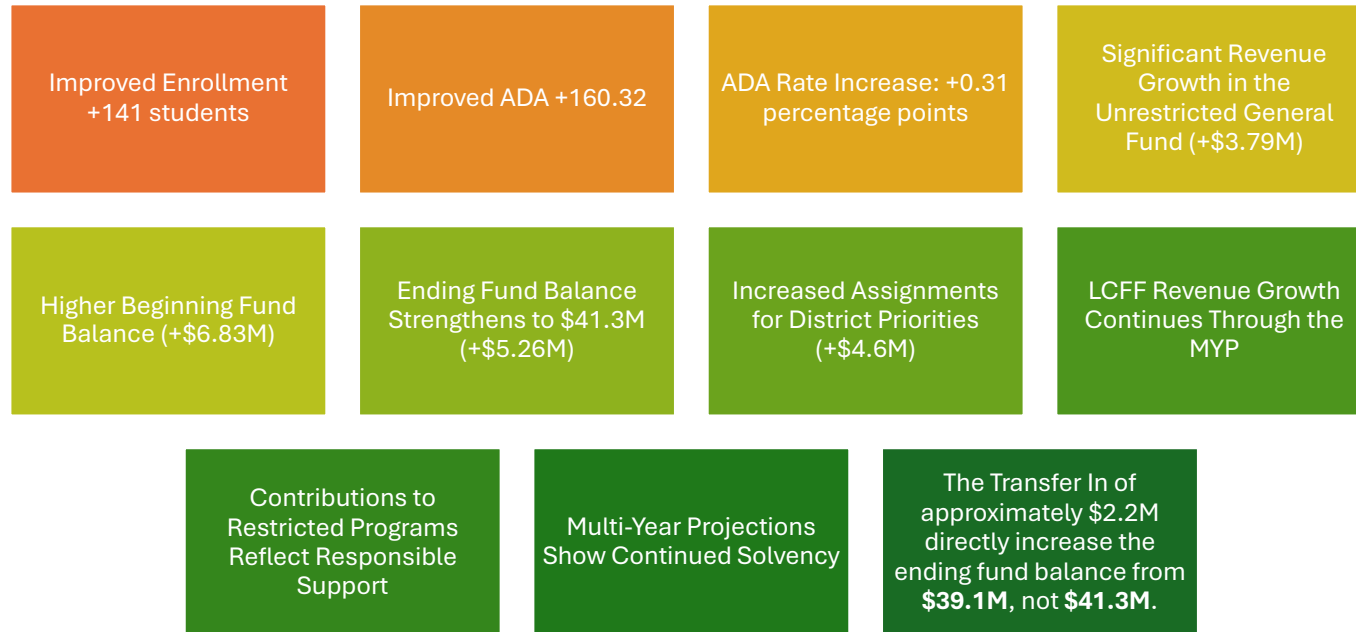 Improved Enrollment
+141 students
Improved ADA +160.32
ADA Rate Increase: +0.31
percentage points
Significant Revenue
Growth in the
Unrestricted General
Fund (+$3.79M)
Higher Beginning Fund
Balance (+$6.83M)
Ending Fund Balance
Strengthens to $41.3M
(+$5.26M)
Increased Assignments
for District Priorities
(+$4.6M)
LCFF Revenue Growth
Continues Through the
MYP
Contributions to
Restricted Programs
Reflect Responsible
Support
Multi-Year Projections
Show Continued Solvency
The Transfer In of
approximately $2.2M
directly increase the
ending fund balance from
$39.1M, not $41.3M.